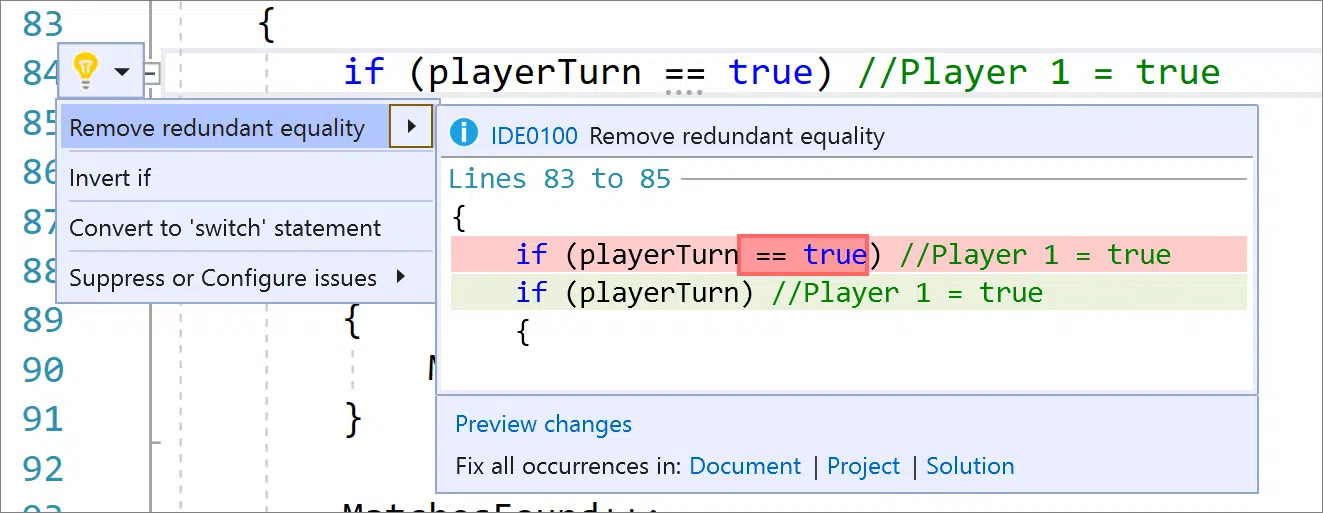 83 {
84 if (playerTurn == true) //Player 1 = true
85
Remove redundant equality
86
Invert if
87
Convert to 'switch' statement
88
Suppress or Configure issues
IDE0100 Remove redundant equality
Lines 83 to 85
{
if (playerTurn == true) //Player 1 = true
if (playerTurn) //Player 1 = true
{
Preview changes
Fix all occurrences in: Document | Project | Solution
89 {
90
91 }
92
93 MatchesFound++;